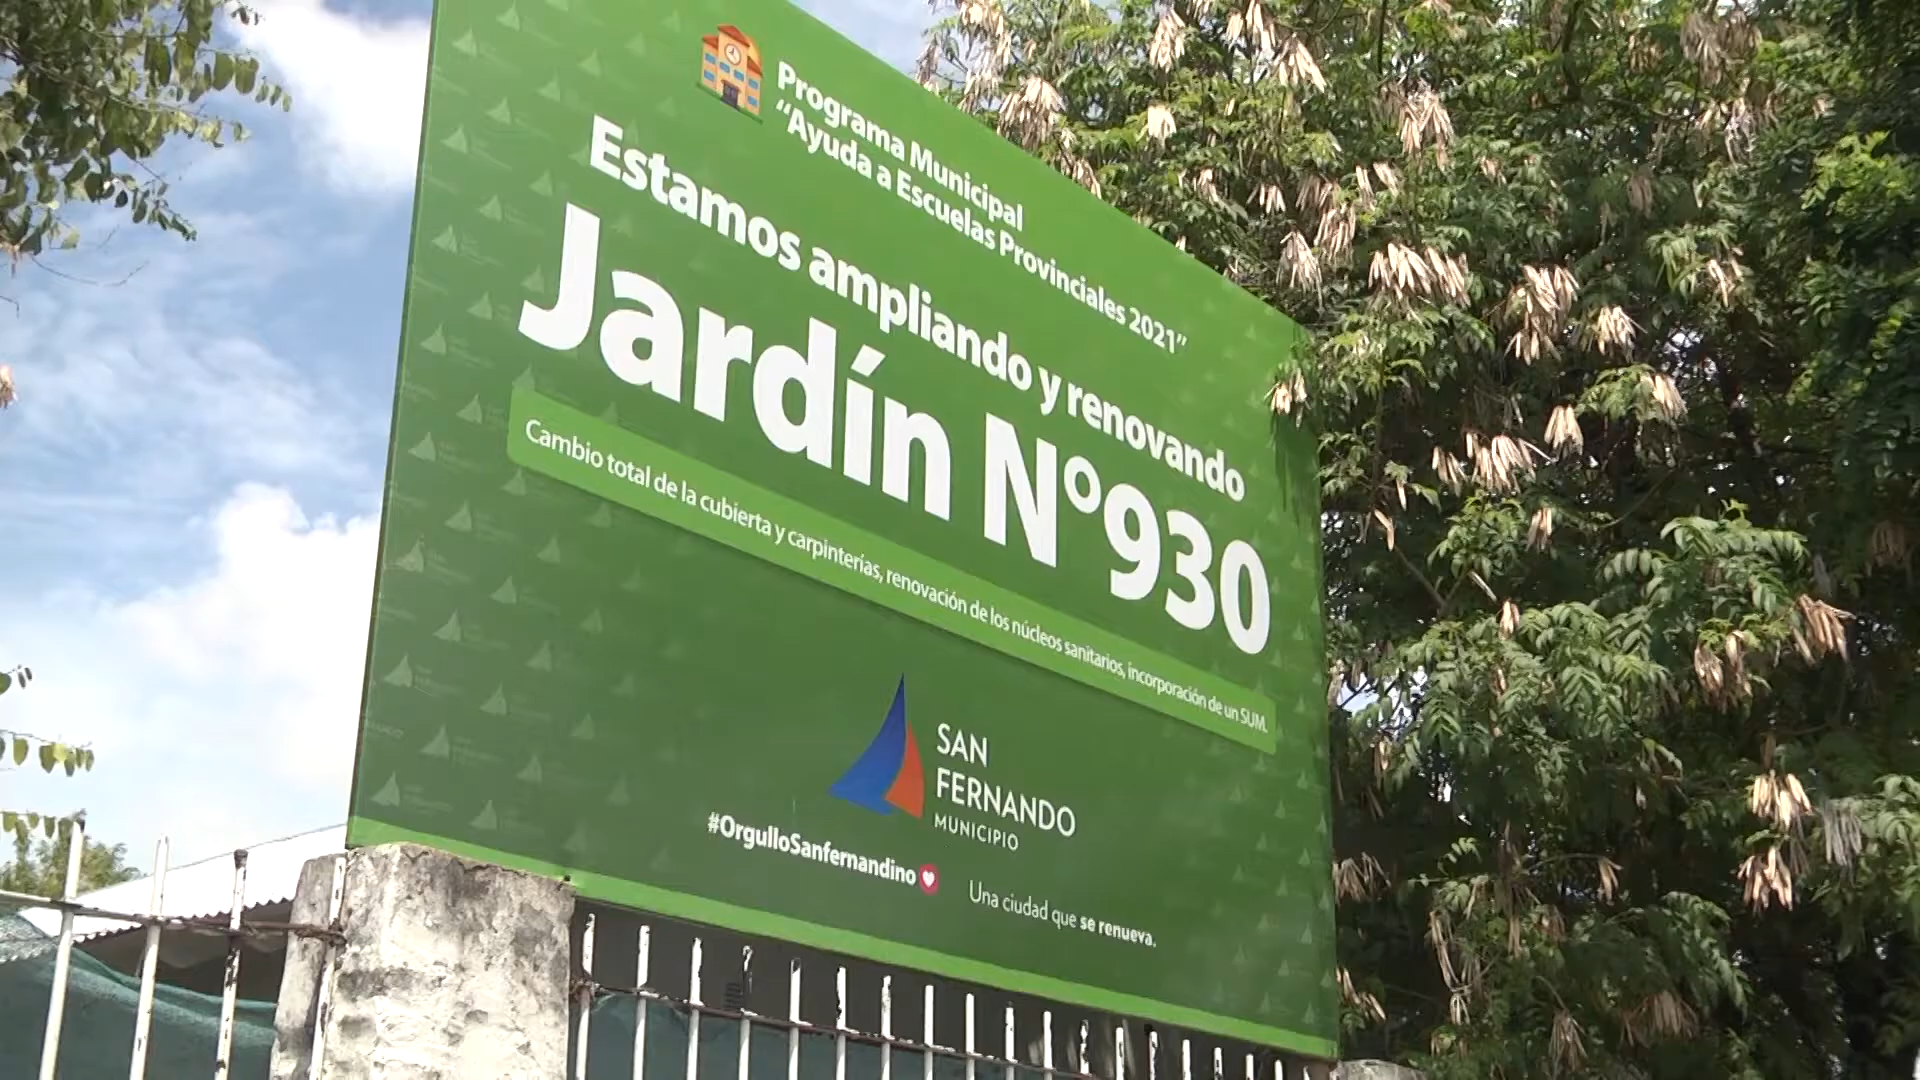 Programa Municipal
"Ayuda a Escuelas Provinciales 2021"
Estamos ampliando y renovando
Jardín N°930
Cambio total de la cubierta y carpinterías, renovación de los núcleos sanitarios, incorporación de un SUM.
SAN
FERNANDO
MUNICIPIO
#OrgulloSanfernandino
Una ciudad que se renueva.